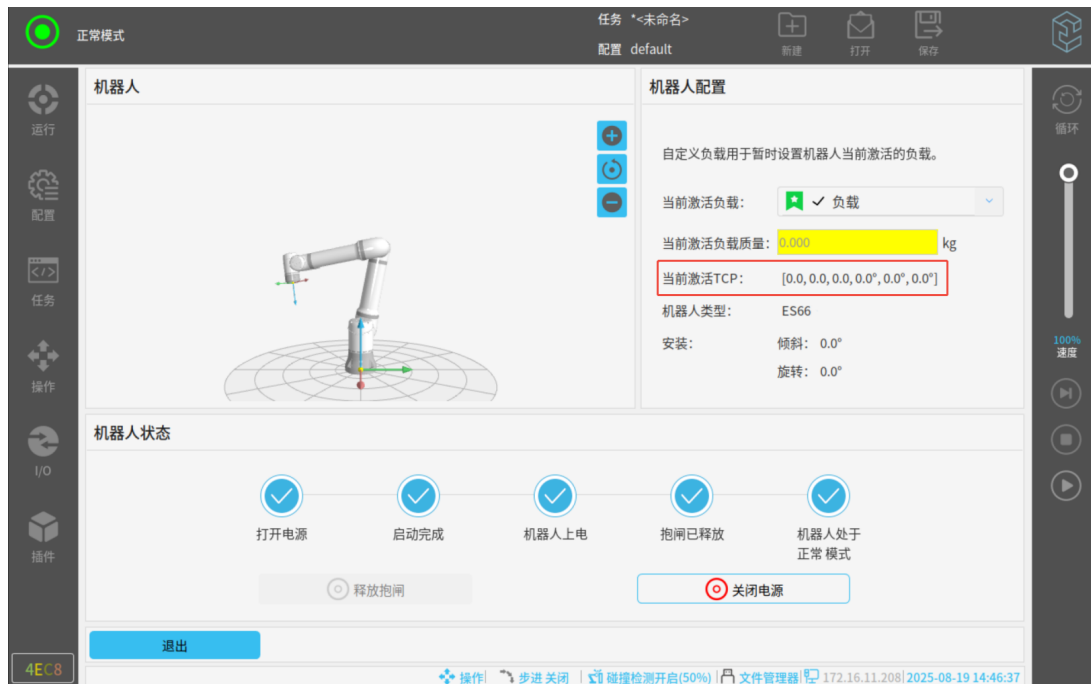 正常模式
任务 *<未命名>
配置 default
新建
打开
保存
运行
配置
任务
操作
I/O
插件
4EC8
机器人
机器人配置
自定义负载用于暂时设置机器人当前激活的负载。
当前激活负载： 负载
当前激活负载质量： 0.000 kg
当前激活TCP： [0.0, 0.0, 0.0, 0.0°, 0.0°, 0.0°]
机器人类型： ES66
安装： 倾斜： 0.0°
旋转： 0.0°
机器人状态
打开电源
启动完成
机器人上电
抱闸已释放
机器人处于
正常 模式
释放抱闸
关闭电源
退出
循环
100%
速度
操作 步进 关闭 碰撞检测开启(50%) 文件管理器 172.16.11.208 2025-08-19 14:46:37